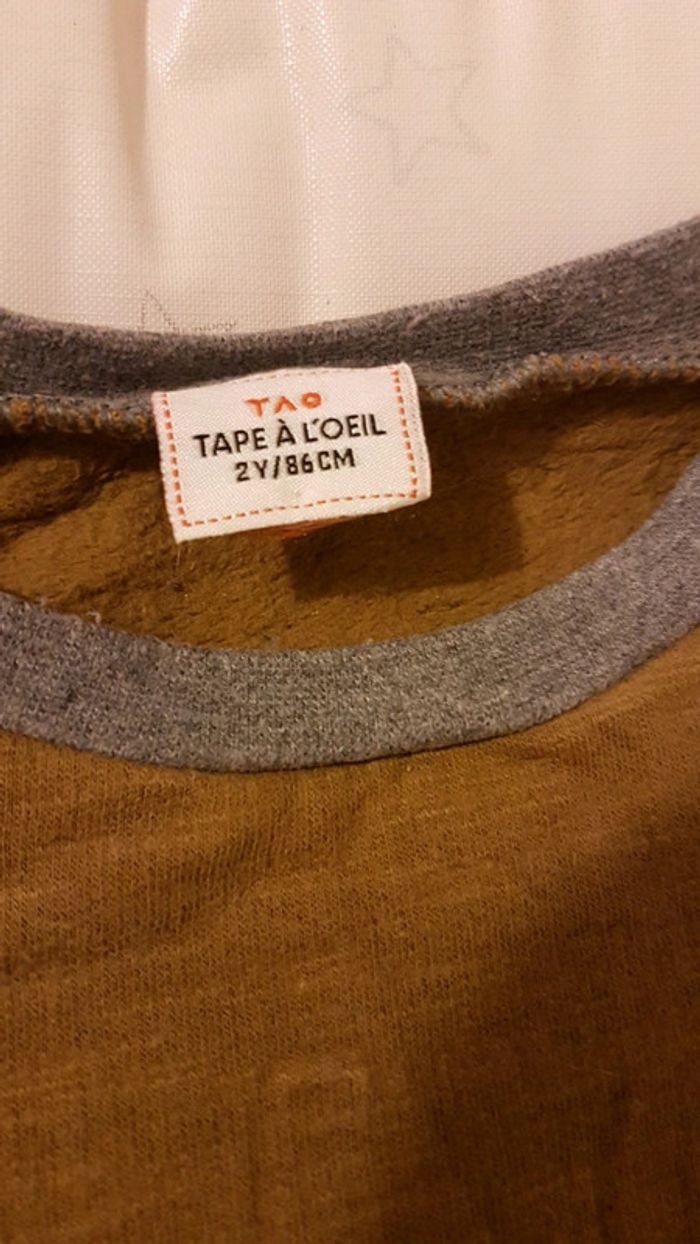 TAO
TAPE À L'OEIL
2Y/86CM